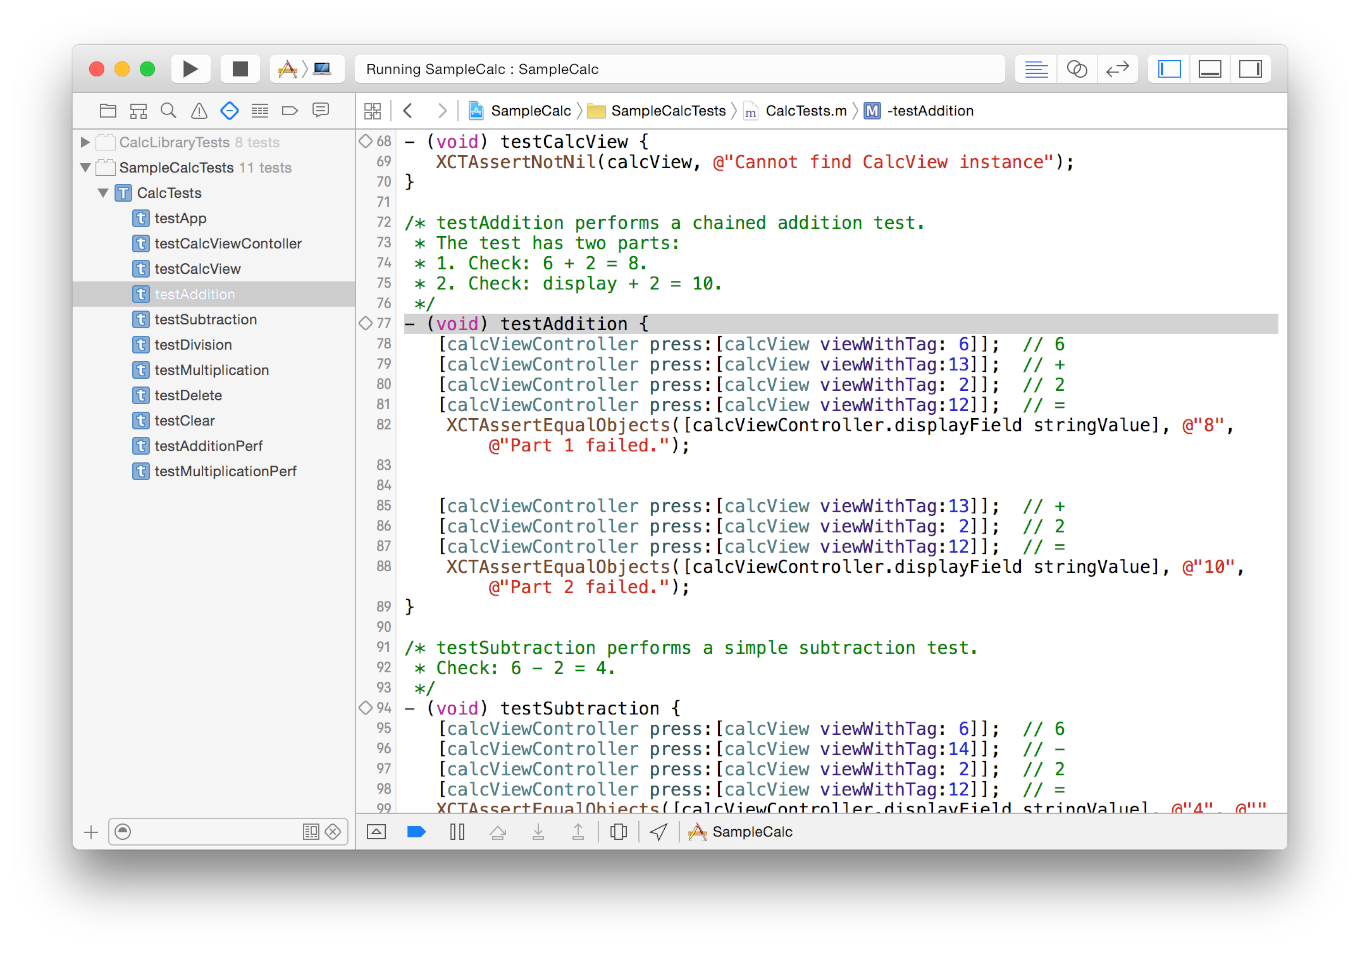 Running SampleCalc : SampleCalc
SampleCalc SampleCalcTests m CalcTests.m M -testAddition
CalcLibraryTests 8 tests
SampleCalcTests 11 tests
T CalcTests
t testApp
t testCalcViewContoller
t testCalcView
t testAddition
t testSubtraction
t testDivision
t testMultiplication
t testDelete
t testClear
t testAdditionPerf
t testMultiplicationPerf
68 - (void) testCalcView {
69 XCTAssertNotNil(calcView, @"Cannot find CalcView instance");
70 }
71
72 /* testAddition performs a chained addition test.
73 * The test has two parts:
74 * 1. Check: 6 + 2 = 8.
75 * 2. Check: display + 2 = 10.
76 */
77 - (void) testAddition {
78 [calcViewController press:[calcView viewWithTag: 6]]; // 6
79 [calcViewController press:[calcView viewWithTag:13]]; // +
80 [calcViewController press:[calcView viewWithTag: 2]]; // 2
81 [calcViewController press:[calcView viewWithTag:12]]; // =
82 XCTAssertEqualObjects([calcViewController.displayField stringValue], @"8",
@"Part 1 failed.");
83
84
85 [calcViewController press:[calcView viewWithTag:13]]; // +
86 [calcViewController press:[calcView viewWithTag: 2]]; // 2
87 [calcViewController press:[calcView viewWithTag:12]]; // =
88 XCTAssertEqualObjects([calcViewController.displayField stringValue], @"10",
@"Part 2 failed.");
89 }
90
91 /* testSubtraction performs a simple subtraction test.
92 * Check: 6 - 2 = 4.
93 */
94 - (void) testSubtraction {
95 [calcViewController press:[calcView viewWithTag: 6]]; // 6
96 [calcViewController press:[calcView viewWithTag:14]]; // -
97 [calcViewController press:[calcView viewWithTag: 2]]; // 2
98 [calcViewController press:[calcView viewWithTag:12]]; // =
99 XCTAssertEqualObjects([calcViewController.displayField stringValue], @"4", @""
SampleCalc